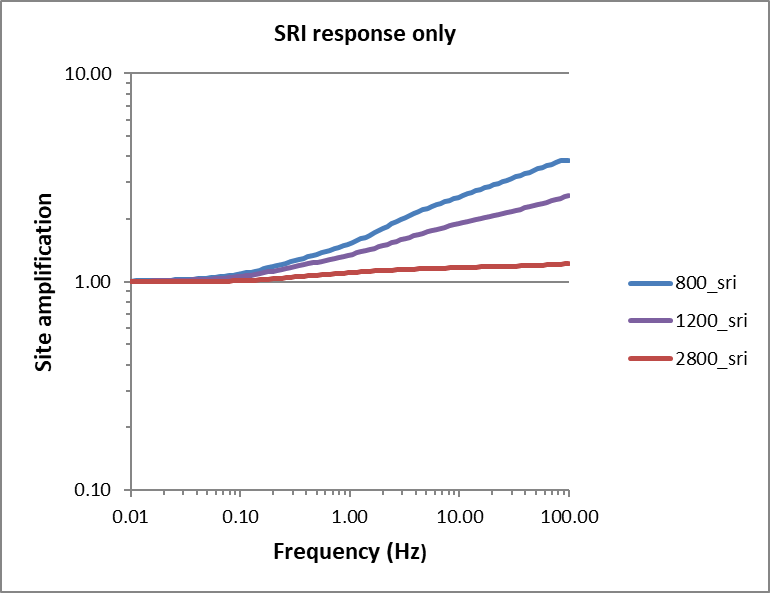 SRI response only
10.00
1.00
0.10
Site amplification
0.01 0.10 1.00 10.00 100.00
Frequency (Hz)
800_sri
1200_sri
2800_sri